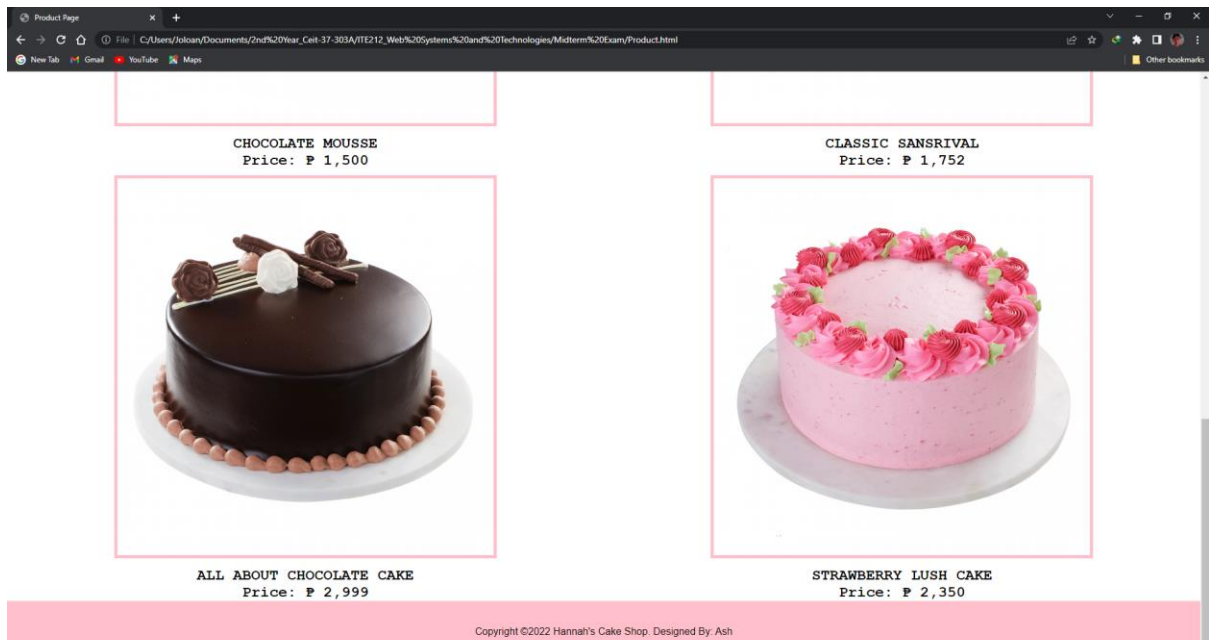 Product Page
File | C:/Users/Joloan/Documents/2nd%20Year_Ceit-37-303A/ITE212_Web%20Systems%20and%20Technologies/Midterm%20Exam/Product.html
New Tab Gmail YouTube Maps Other bookmarks
CHOCOLATE MOUSSE
Price: ₱ 1,500
CLASSIC SANSRIVAL
Price: ₱ 1,752
ALL ABOUT CHOCOLATE CAKE
Price: ₱ 2,999
STRAWBERRY LUSH CAKE
Price: ₱ 2,350
Copyright ©2022 Hannah's Cake Shop. Designed By: Ash